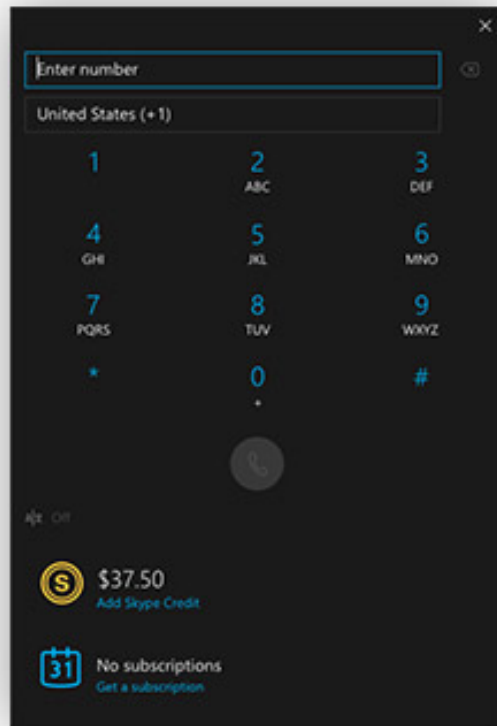 Enter number
United States (+1)
1 2 3
ABC DEF
4 5 6
GHI JKL MNO
7 8 9
PQRS TUV WXYZ
* 0 #
+
Off
S $37.50
Add Skype Credit
31 No subscriptions
Get a subscription